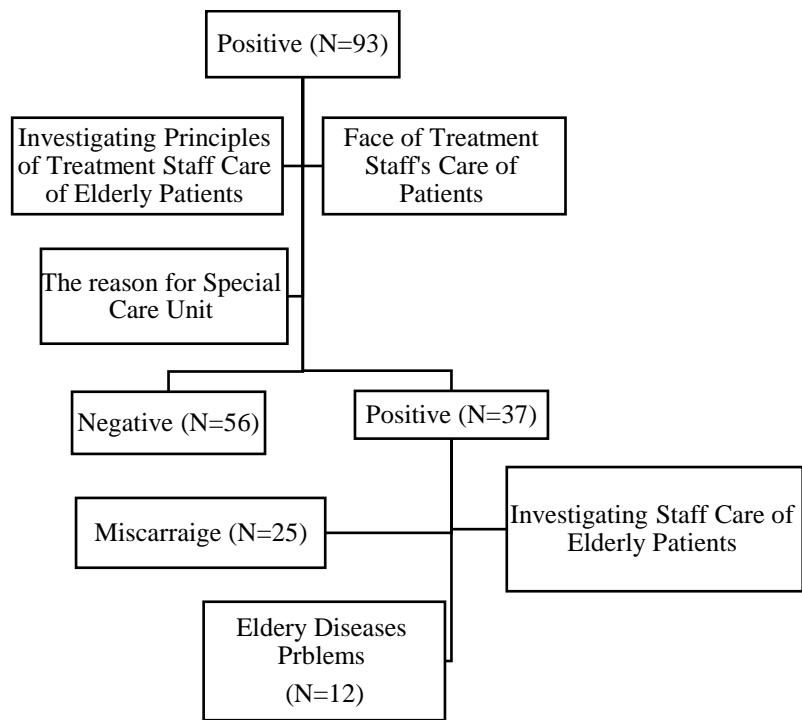 Positive (N=93)
Investigating Principles
of Treatment Staff Care
of Elderly Patients
Face of Treatment
Staff's Care of
Patients
The reason for Special
Care Unit
Negative (N=56)
Positive (N=37)
Miscarraige (N=25)
Investigating Staff Care of
Elderly Patients
Eldery Diseases
Prblems
(N=12)